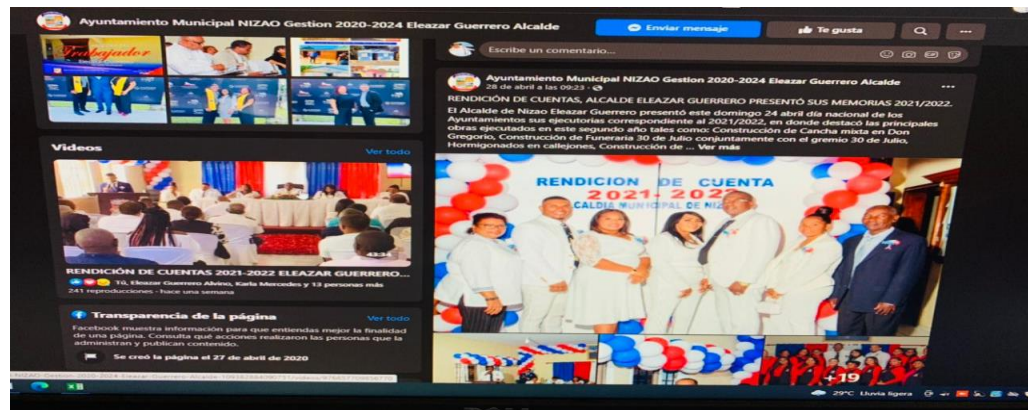 Ayuntamiento Municipal NIZAO Gestion 2020-2024 Eleazar Guerrero Alcalde
Enviar mensaje
Te gusta
Trabajador
Videos
Ver todo
43:34
RENDICIÓN DE CUENTAS 2021-2022 ELEAZAR GUERRERO...
Tú, Eleazar Guerrero Alvino, Karla Mercedes y 13 personas más
241 reproducciones · hace una semana
Transparencia de la página
Ver todo
Facebook muestra información para que entiendas mejor la finalidad
de una página. Consulta qué acciones realizaron las personas que la
administran y publican contenido.
Se creó la página el 27 de abril de 2020
Escribe un comentario...
Ayuntamiento Municipal NIZAO Gestion 2020-2024 Eleazar Guerrero Alcalde
28 de abril a las 09:23
RENDICIÓN DE CUENTAS, ALCALDE ELEAZAR GUERRERO PRESENTÓ SUS MEMORIAS 2021/2022.
El Alcalde de Nizao Eleazar Guerrero presentó este domingo 24 abril día nacional de los
Ayuntamientos sus ejecutorias correspondiente al 2021/2022, en donde destacó las principales
obras ejecutados en este segundo año tales como: Construcción de Cancha mixta en Don
Gregorio, Construcción de Funeraria 30 de Julio conjuntamente con el gremio 30 de Julio,
Hormigonados en callejones, Construcción de ... Ver más
RENDICION DE CUENTA
2021-2022
ALCALDIA MUNICIPAL DE NIZ
+19
29°C Lluvia ligera